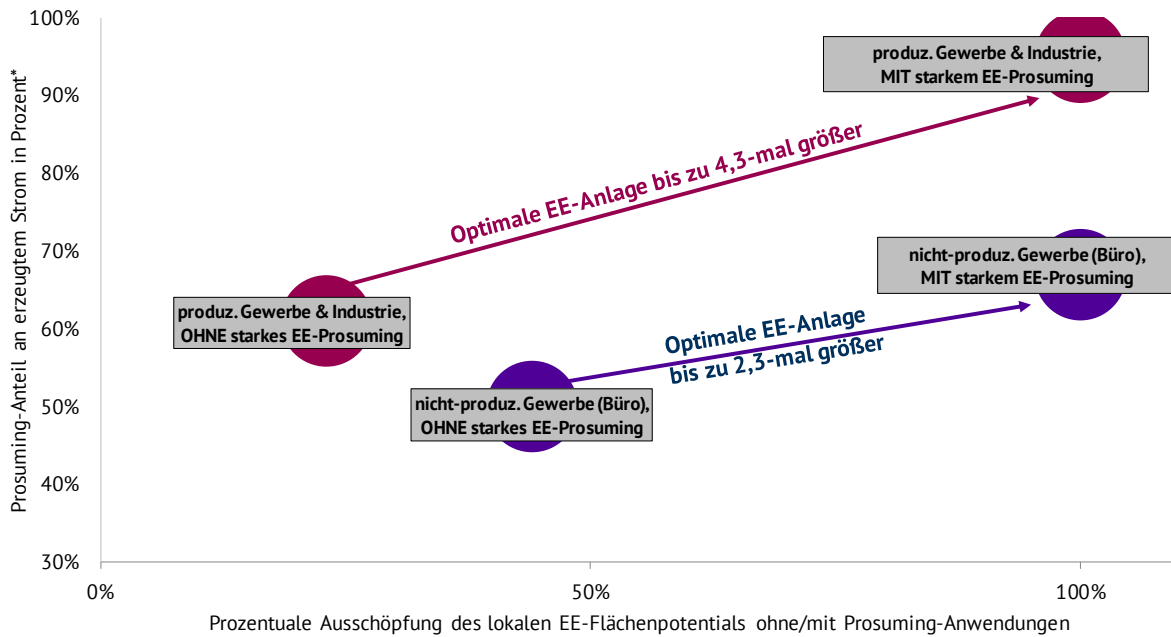 Prosuming-Anteil an erzeugtem Strom in Prozent*
100%
90%
80%
70%
60%
50%
40%
30%
produz. Gewerbe & Industrie,
MIT starkem EE-Prosuming
Optimale EE-Anlage bis zu 4,3-mal größer
nicht-produz. Gewerbe (Büro),
MIT starkem EE-Prosuming
produz. Gewerbe & Industrie,
OHNE starkes EE-Prosuming
Optimale EE-Anlage
bis zu 2,3-mal größer
nicht-produz. Gewerbe (Büro),
OHNE starkes EE-Prosuming
0%
50%
100%
Prozentuale Ausschöpfung des lokalen EE-Flächenpotentials ohne/mit Prosuming-Anwendungen